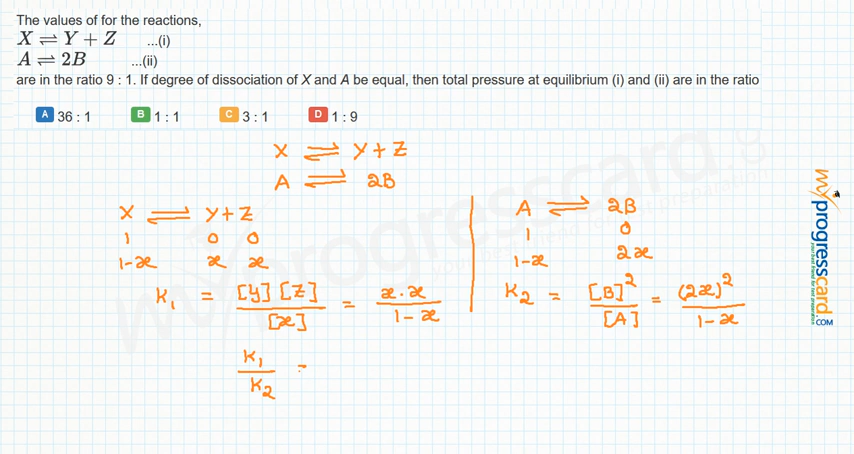 The values of for the reactions,
X ⇌ Y + Z ...(i)
A ⇌ 2B ...(ii)
are in the ratio 9 : 1. If degree of dissociation of X and A be equal, then total pressure at equilibrium (i) and (ii) are in the ratio
A 36 : 1 B 1 : 1 C 3 : 1 D 1 : 9
X ⇌ Y + Z
A ⇌ 2B
X ⇌ Y + Z
1 0 0
1-x x x
K₁ = [Y] [Z] / [x] = x · x / 1 - x
A ⇌ 2B
1 0
1-x 2x
K₂ = [B]² / [A] = (2x)² / 1 - x
K₁ / K₂ =
myprogresscard.COM